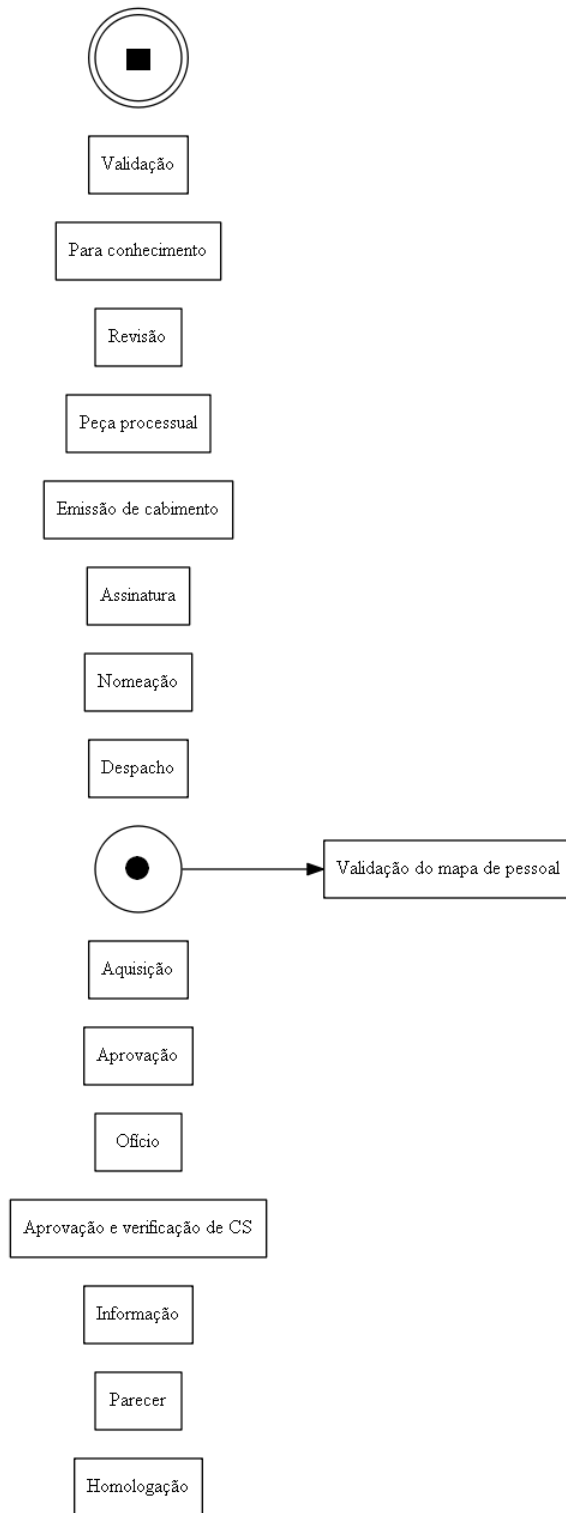 Validação
Para conhecimento
Revisão
Peça processual
Emissão de cabimento
Assinatura
Nomeação
Despacho
Validação do mapa de pessoal
Aquisição
Aprovação
Ofício
Aprovação e verificação de CS
Informação
Parecer
Homologação